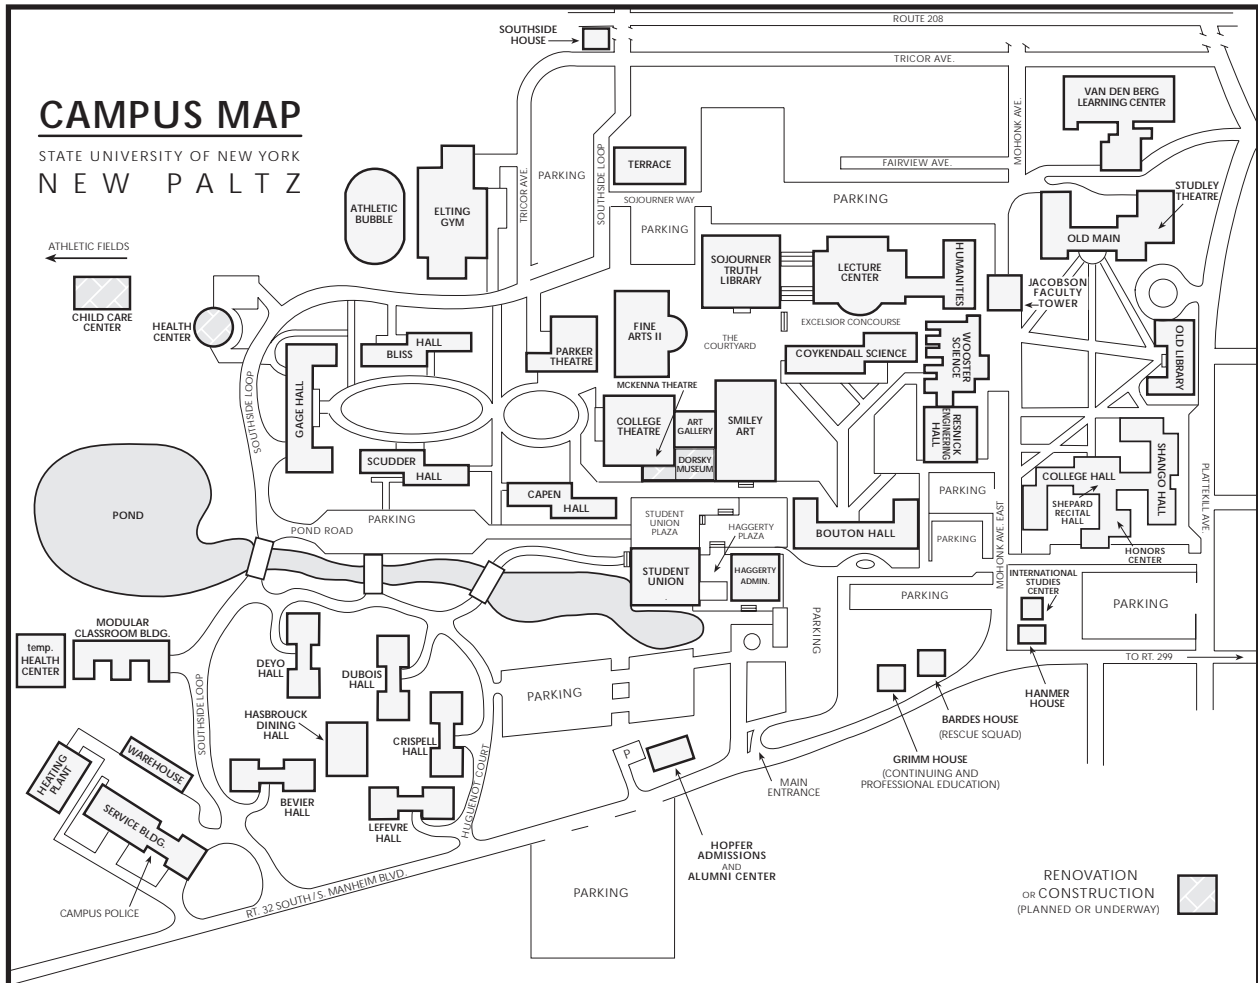 ROUTE 208
SOUTHSIDE
HOUSE
TRICOR AVE.
CAMPUS MAP
STATE UNIVERSITY OF NEW YORK
NEW PALTZ
VAN DEN BERG
LEARNING CENTER
MOHONK AVE.
FAIRVIEW AVE.
TERRACE
SOUTHSIDE LOOP
TRICOR AVE.
PARKING
SOJOURNER WAY
PARKING
PARKING
STUDLEY
THEATRE
ATHLETIC
BUBBLE
ELTING
GYM
OLD MAIN
ATHLETIC FIELDS
CHILD CARE
CENTER
HEALTH
CENTER
SOJOURNER
TRUTH
LIBRARY
LECTURE
CENTER
HUMANITIES
JACOBSON
FACULTY
TOWER
EXCELSIOR CONCOURSE
FINE
ARTS II
THE
COURTYARD
HALL
BLISS
PARKER
THEATRE
COYKENDALL SCIENCE
WOOSTER
SCIENCE
OLD LIBRARY
MCKENNA THEATRE
SOUTHSIDE LOOP
GAGE HALL
COLLEGE
THEATRE
ART
GALLERY
SMILEY
ART
DORSKY
MUSEUM
RESNICK
ENGINEERING
HALL
SCUDDER
HALL
CAPEN
HALL
COLLEGE HALL
SHANGO HALL
SHEPARD
RECITAL
HALL
HONORS
CENTER
PLATTEKILL AVE.
POND
POND ROAD
PARKING
STUDENT
UNION
PLAZA
HAGGERTY
PLAZA
BOUTON HALL
PARKING
PARKING
MOHONK AVE. EAST
STUDENT
UNION
HAGGERTY
ADMIN.
INTERNATIONAL
STUDIES
CENTER
PARKING
PARKING
PARKING
MODULAR
CLASSROOM BLDG.
temp.
HEALTH
CENTER
DEYO
HALL
DUBOIS
HALL
TO RT. 299
HANMER
HOUSE
PARKING
SOUTHSIDE LOOP
HASBROUCK
DINING
HALL
CRISPELL
HALL
BARDES HOUSE
(RESCUE SQUAD)
GRIMM HOUSE
(CONTINUING AND
PROFESSIONAL EDUCATION)
WAREHOUSE
HEATING
PLANT
P
MAIN
ENTRANCE
BEVIER
HALL
HUGUENOT COURT
SERVICE BLDG.
LEFEVRE
HALL
HOPFER
ADMISSIONS
AND
ALUMNI CENTER
CAMPUS POLICE
RT. 32 SOUTH / S. MANHEIM BLVD.
PARKING
RENOVATION
OR CONSTRUCTION
(PLANNED OR UNDERWAY)